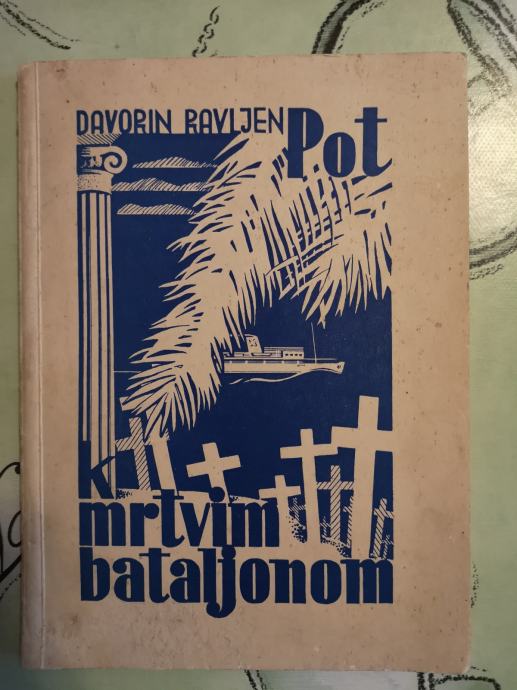 DAVORIN RAVLJEN
Pot
k
mrtvim
bataljonom